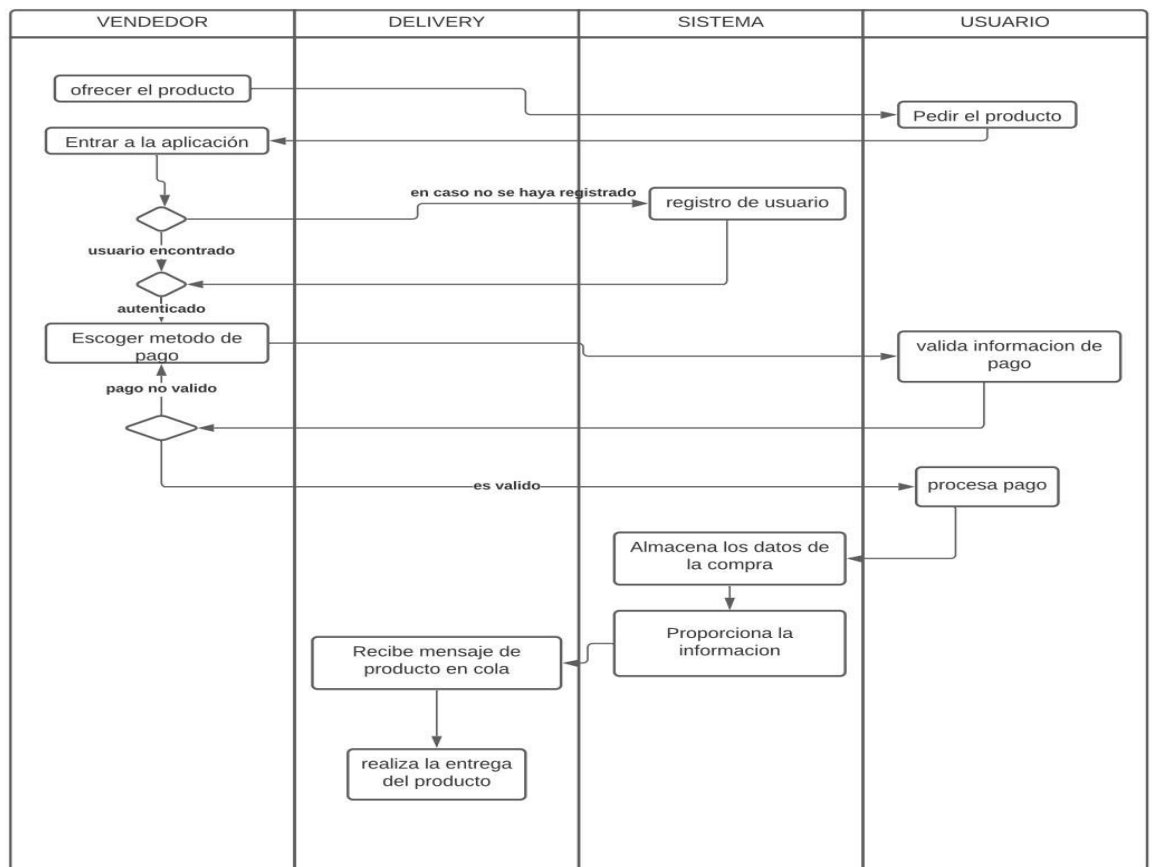 VENDEDOR
DELIVERY
SISTEMA
USUARIO
ofrecer el producto
Pedir el producto
Entrar a la aplicación
en caso no se haya registrado
registro de usuario
usuario encontrado
autenticado
Escoger metodo de
pago
valida informacion de
pago
pago no valido
es valido
procesa pago
Almacena los datos de
la compra
Proporciona la
informacion
Recibe mensaje de
producto en cola
realiza la entrega
del producto